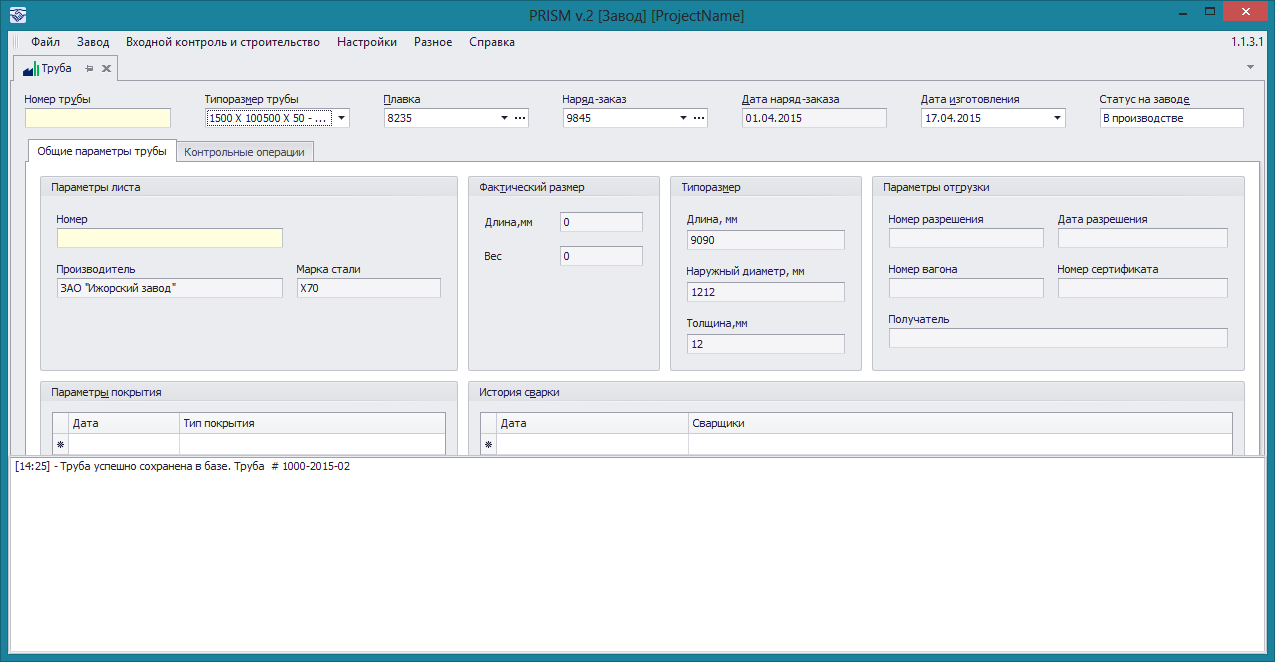 PRISM v.2 [Завод] [ProjectName]
Файл Завод Входной контроль и строительство Настройки Разное Справка 1.1.3.1
Труба
Номер трубы Типоразмер трубы Плавка Наряд-заказ Дата наряд-заказа Дата изготовления Статус на заводе
1500 X 100500 X 50 - ... 8235 ... 9845 ... 01.04.2015 17.04.2015 В производстве
Общие параметры трубы Контрольные операции
Параметры листа Фактический размер Типоразмер Параметры отгрузки
Номер Длина,мм 0 Длина, мм Номер разрешения Дата разрешения
9090
Вес 0
Производитель Марка стали Наружный диаметр, мм Номер вагона Номер сертификата
ЗАО "Ижорский завод" X70 1212
Толщина,мм Получатель
12
Параметры покрытия История сварки
Дата Тип покрытия Дата Сварщики
[14:25] - Труба успешно сохранена в базе. Труба # 1000-2015-02